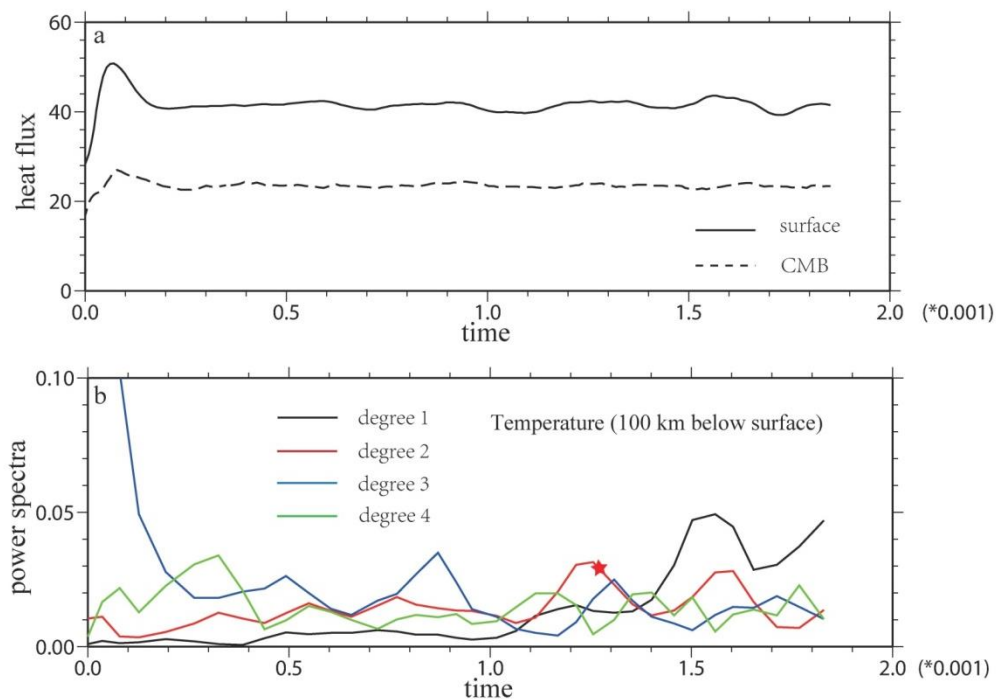 a
60
40
20
0
heat flux
surface
CMB
0.0 0.5 1.0 1.5 2.0 (*0.001)
time
b
0.10
0.05
0.00
power spectra
degree 1
degree 2
degree 3
degree 4
Temperature (100 km below surface)
0.0 0.5 1.0 1.5 2.0 (*0.001)
time